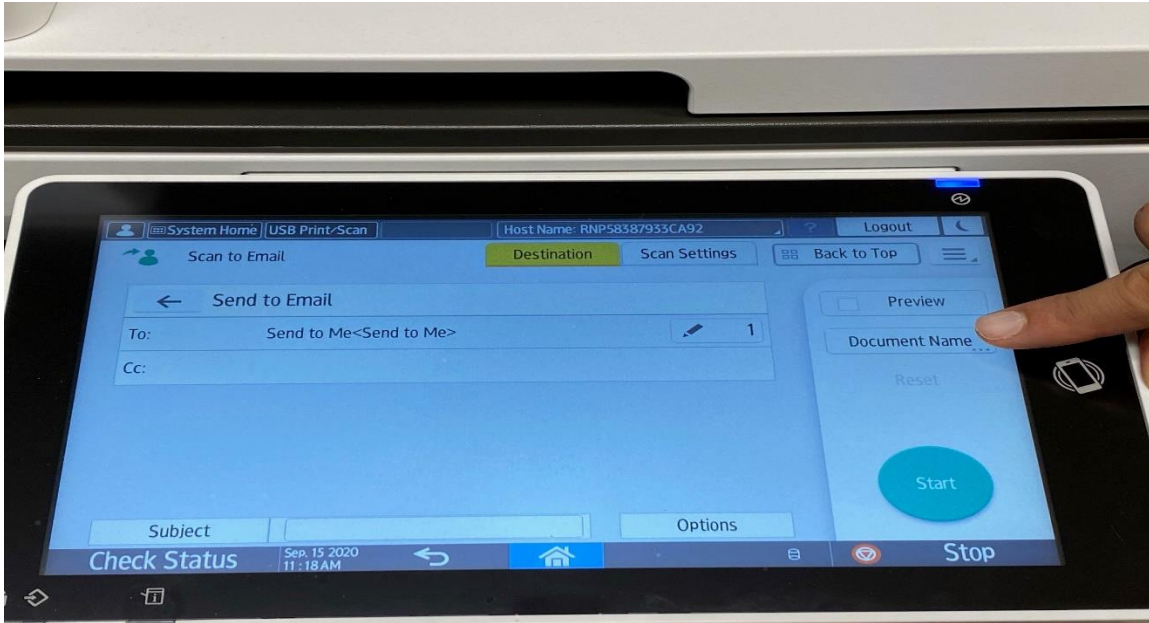 System Home USB Print/Scan Host Name: RNP58387933CA92 ? Logout
Scan to Email Destination Scan Settings Back to Top
← Send to Email Preview
To: Send to Me<Send to Me> 1 Document Name
Cc:
Reset
Start
Subject Options
Check Status Sep. 15 2020 Stop
11:18 AM